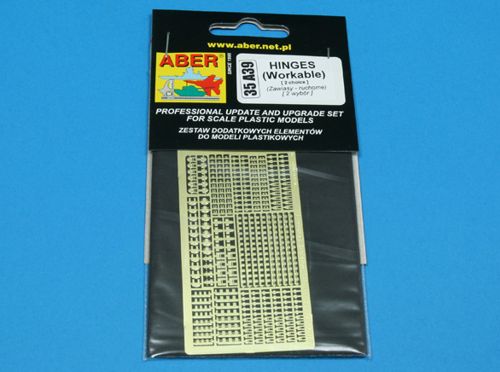 www.aber.net.pl
ABER
®
SINCE 1995
35 A39
HINGES
(Workable)
[ 2 choice ]
(Zawiasy - ruchome)
[ 2 wybór ]
PROFESSIONAL UPDATE AND UPGRADE SET
FOR SCALE PLASTIC MODELS
ZESTAW DODATKOWYCH ELEMENTÓW
DO MODELI PLASTIKOWYCH